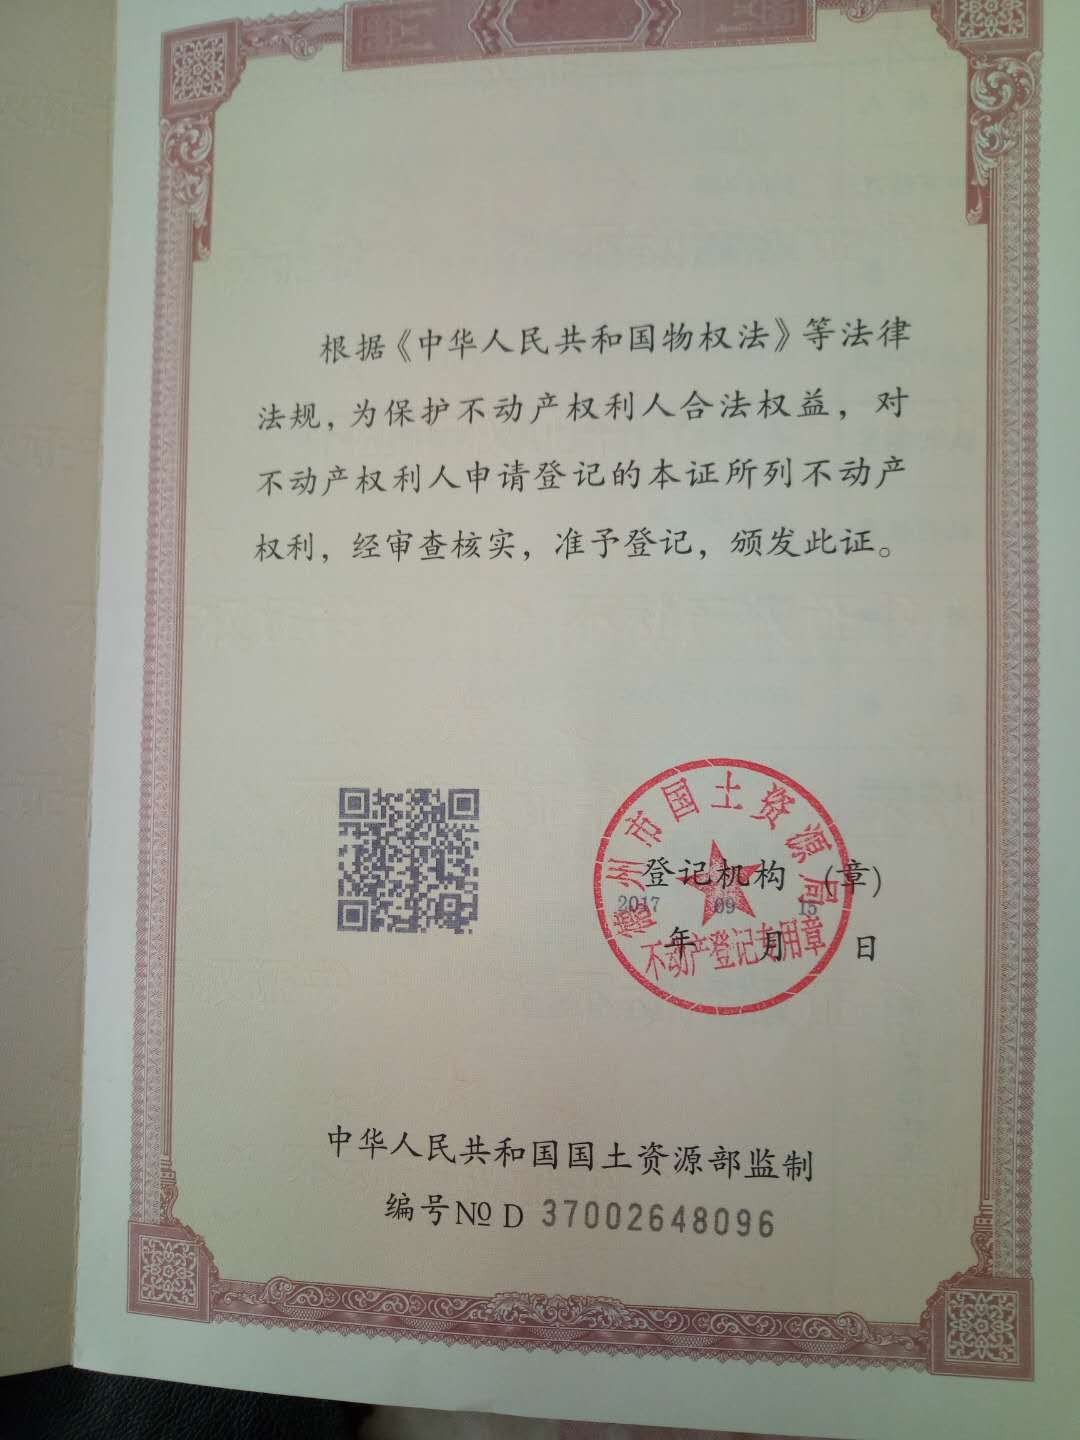 根据《中华人民共和国物权法》等法律
法规，为保护不动产权利人合法权益，对
不动产权利人申请登记的本证所列不动产
权利，经审查核实，准予登记，颁发此证。
德州市国土资源局
登记机构 (章)
2017 09 15
年 月 日
不动产登记专用章
中华人民共和国国土资源部监制
编号 № D 37002648096